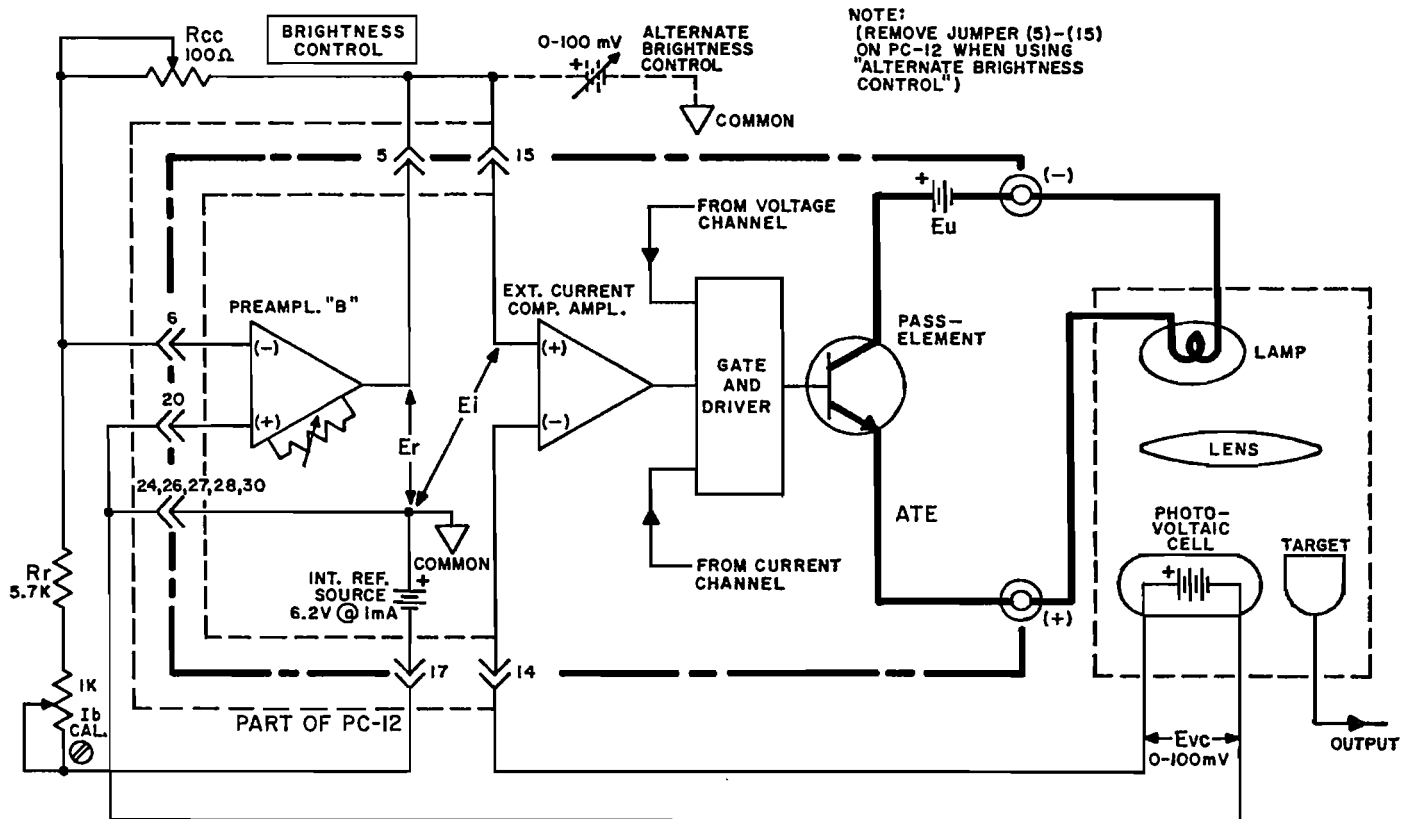 Rcc
100Ω
BRIGHTNESS
CONTROL
0-100 mV
+
ALTERNATE
BRIGHTNESS
CONTROL
NOTE:
(REMOVE JUMPER (5)-(15)
ON PC-12 WHEN USING
"ALTERNATE BRIGHTNESS
CONTROL")
COMMON
5
15
(-)
+
Eu
FROM VOLTAGE
CHANNEL
PREAMPL. "B"
EXT. CURRENT
COMP. AMPL.
PASS-
ELEMENT
LAMP
6
(-)
(+)
GATE
AND
DRIVER
20
(+)
Er
Ei
(-)
LENS
24,26,27,28,30
COMMON
ATE
PHOTO-
VOLTAIC
CELL
TARGET
Rr
5.7K
INT. REF.
SOURCE
6.2V @ 1mA
+
FROM CURRENT
CHANNEL
+
(+)
17
14
1K
Ib
CAL.
PART OF PC-12
Evc
0-100mV
OUTPUT